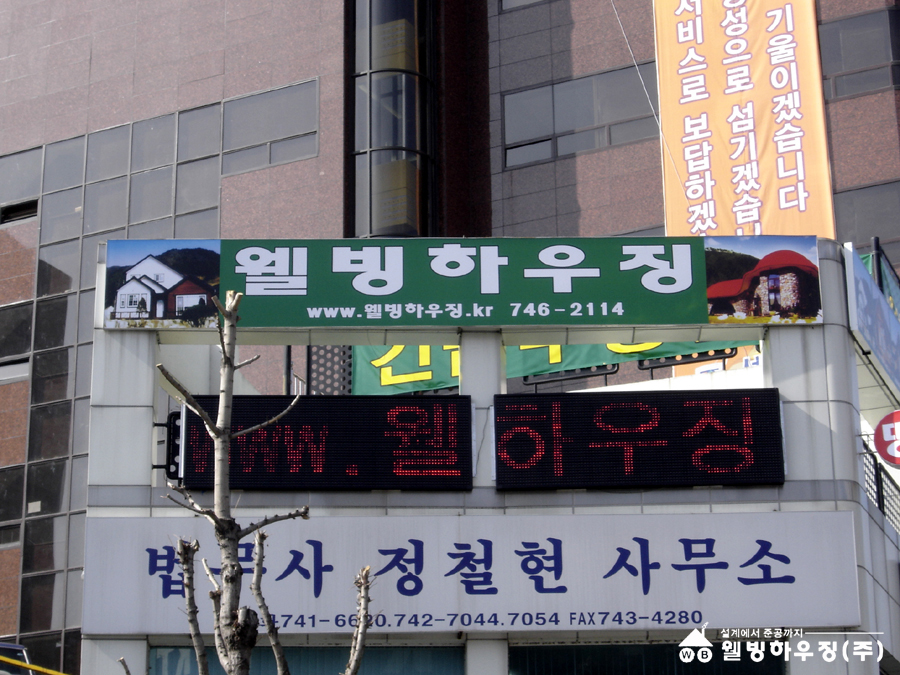 기울이겠습니다
정성으로 섬기겠습니
서비스로 보답하겠
웰빙하우징
www.웰빙하우징.kr 746-2114
www.웰하우징
법무사 정철현 사무소
741-6620.742-7044.7054 FAX743-4280
설계에서 준공까지
WB 웰빙하우징(주)